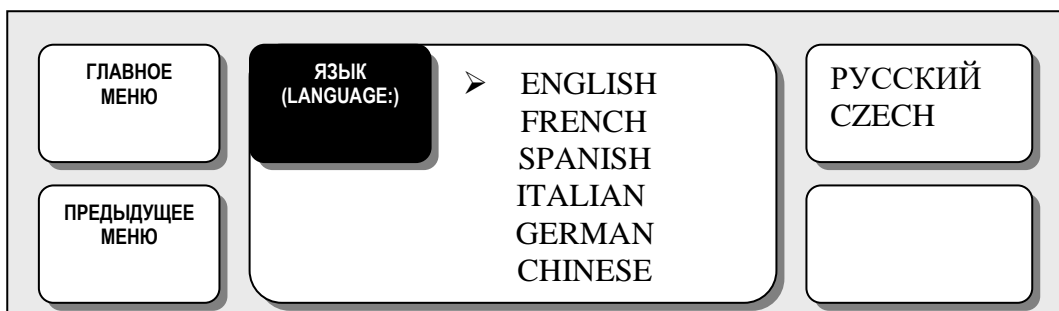 ГЛАВНОЕ
МЕНЮ
ПРЕДЫДУЩЕЕ
МЕНЮ
ЯЗЫК
(LANGUAGE:)
➢ ENGLISH
FRENCH
SPANISH
ITALIAN
GERMAN
CHINESE
РУССКИЙ
CZECH